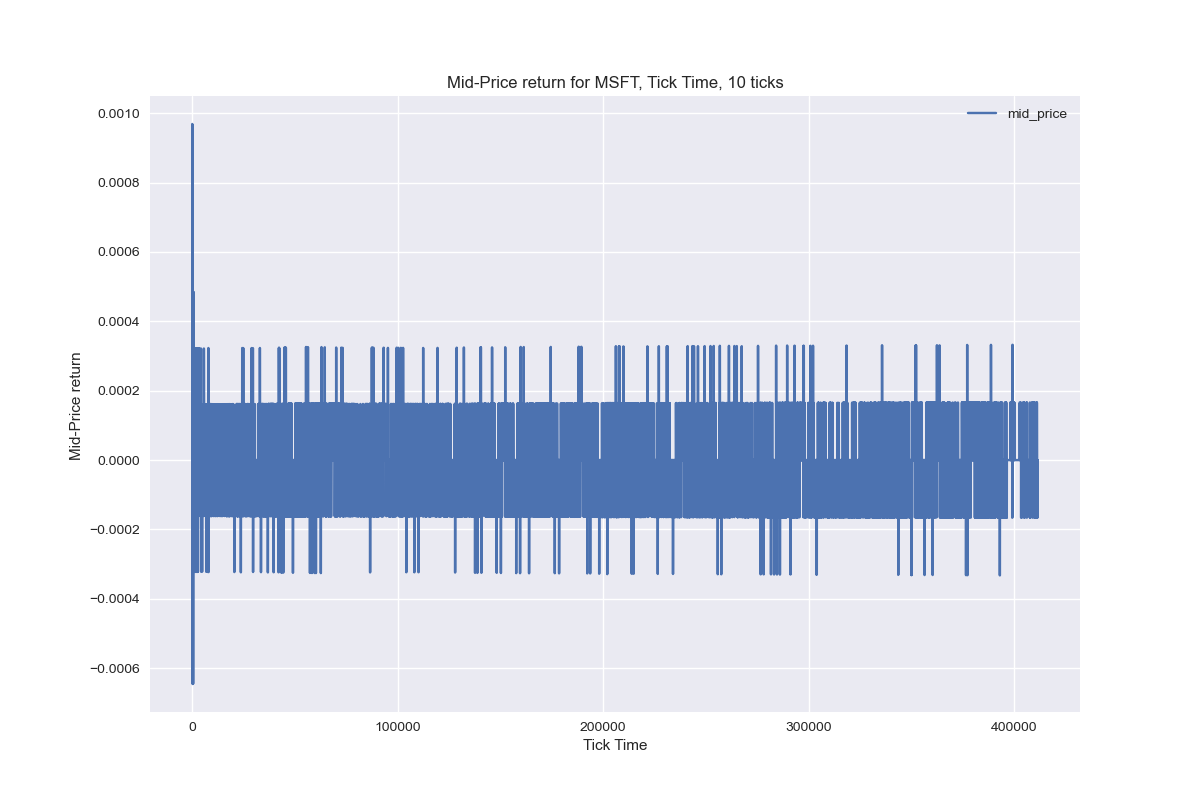 Mid-Price return for MSFT, Tick Time, 10 ticks
mid_price
0.0010
0.0008
0.0006
0.0004
0.0002
0.0000
−0.0002
−0.0004
−0.0006
Mid-Price return
0 100000 200000 300000 400000
Tick Time